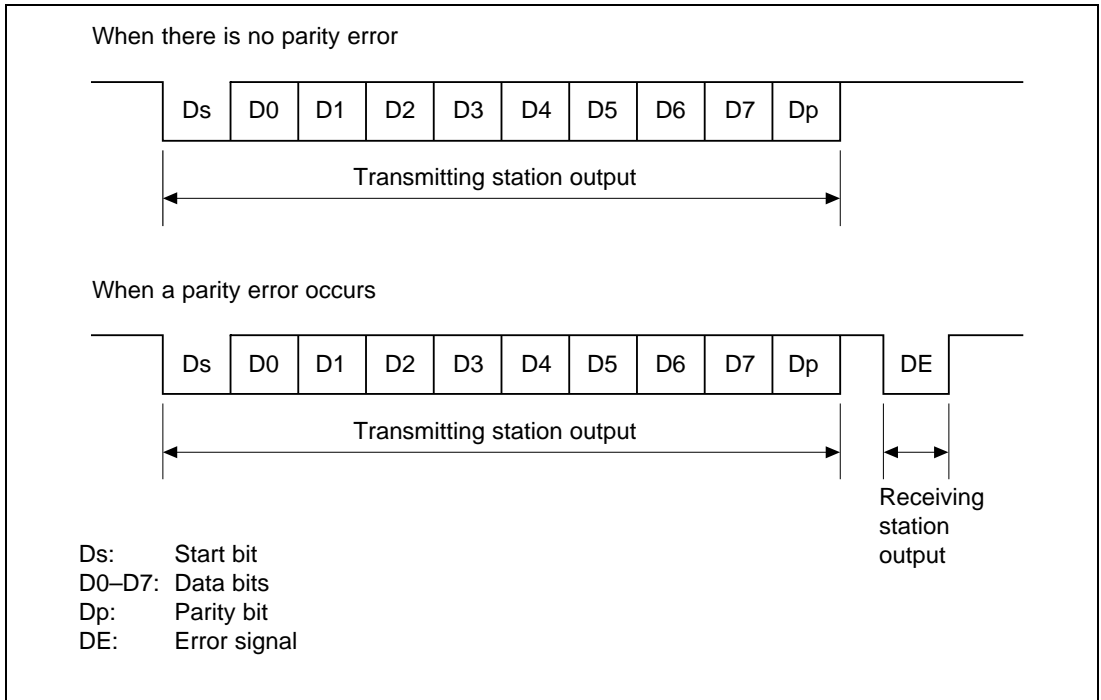 When there is no parity error
Ds D0 D1 D2 D3 D4 D5 D6 D7 Dp
Transmitting station output
When a parity error occurs
Ds D0 D1 D2 D3 D4 D5 D6 D7 Dp DE
Transmitting station output
Receiving
station
output
Ds: Start bit
D0–D7: Data bits
Dp: Parity bit
DE: Error signal